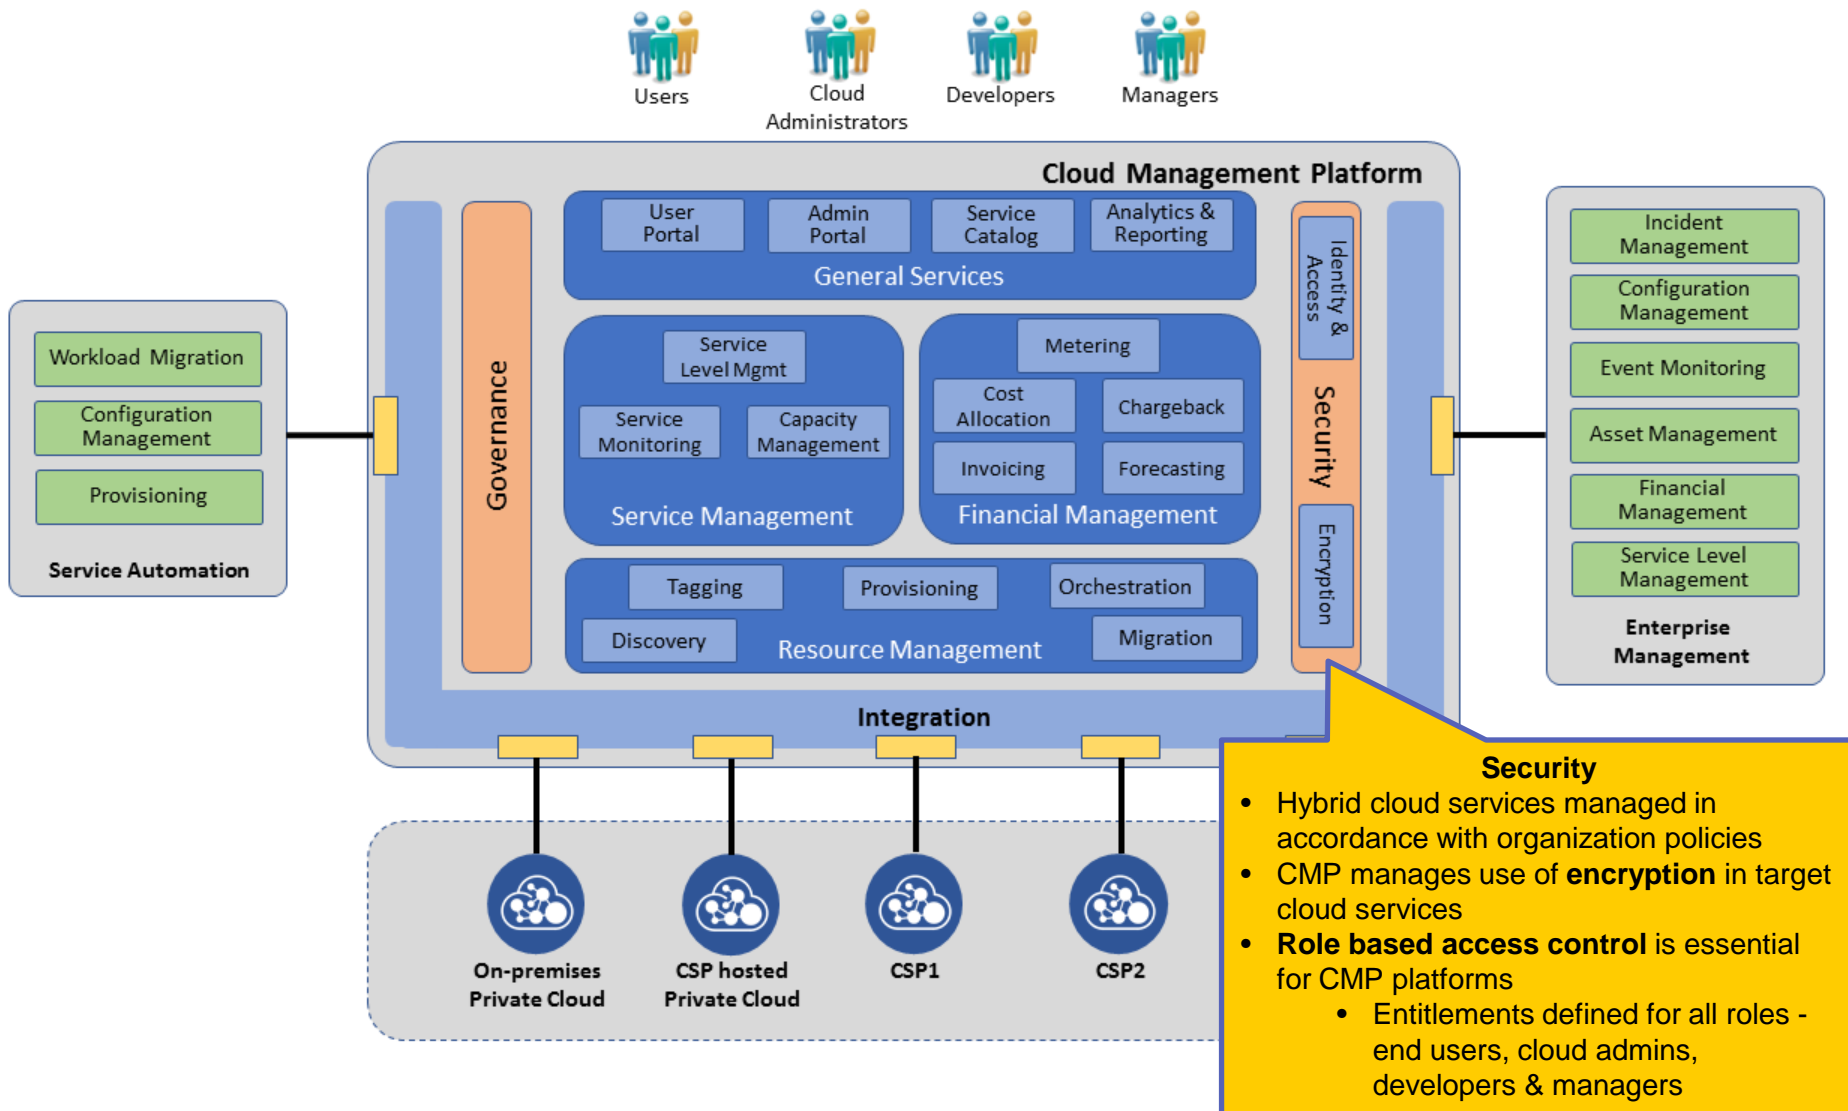 Users
Cloud
Administrators
Developers
Managers
Cloud Management Platform
User
Portal
Admin
Portal
Service
Catalog
Analytics &
Reporting
General Services
Governance
Service
Level Mgmt
Service
Monitoring
Capacity
Management
Service Management
Metering
Cost
Allocation
Chargeback
Invoicing
Forecasting
Financial Management
Tagging
Provisioning
Orchestration
Discovery
Migration
Resource Management
Identity &
Access
Security
Encryption
Integration
Workload Migration
Configuration
Management
Provisioning
Service Automation
Incident
Management
Configuration
Management
Event Monitoring
Asset Management
Financial
Management
Service Level
Management
Enterprise
Management
On-premises
Private Cloud
CSP hosted
Private Cloud
CSP1
CSP2
Security
• Hybrid cloud services managed in
accordance with organization policies
• CMP manages use of encryption in target
cloud services
• Role based access control is essential
for CMP platforms
• Entitlements defined for all roles -
end users, cloud admins,
developers & managers